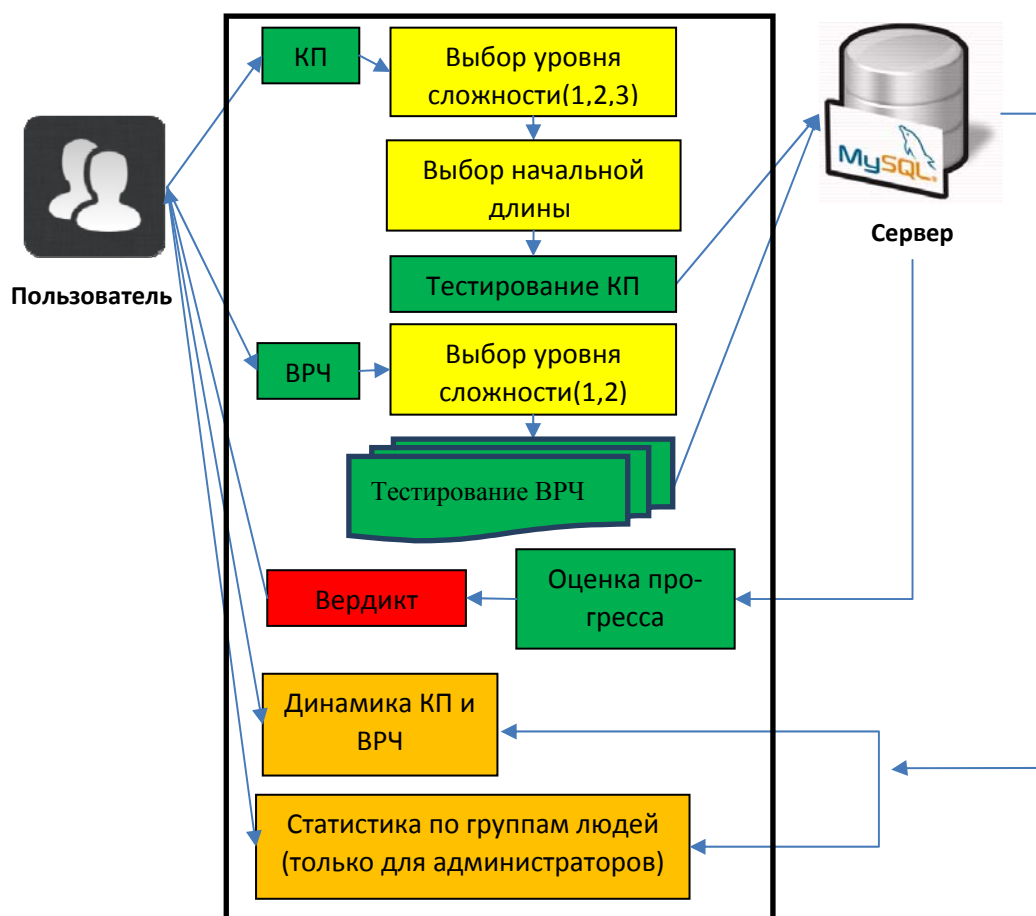 КП
Выбор уровня
сложности(1,2,3)
Выбор начальной
длины
MySQL
Сервер
Пользователь
Тестирование КП
ВРЧ
Выбор уровня
сложности(1,2)
Тестирование ВРЧ
Вердикт
Оценка про-
гресса
Динамика КП и
ВРЧ
Статистика по группам людей
(только для администраторов)